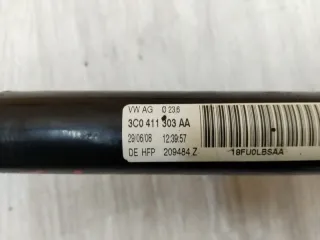 VW AG 0 23.6
3C0 411 303 AA
29/06/08 12:39:57
DE HFP 209484 Z
18FU0LBSAA